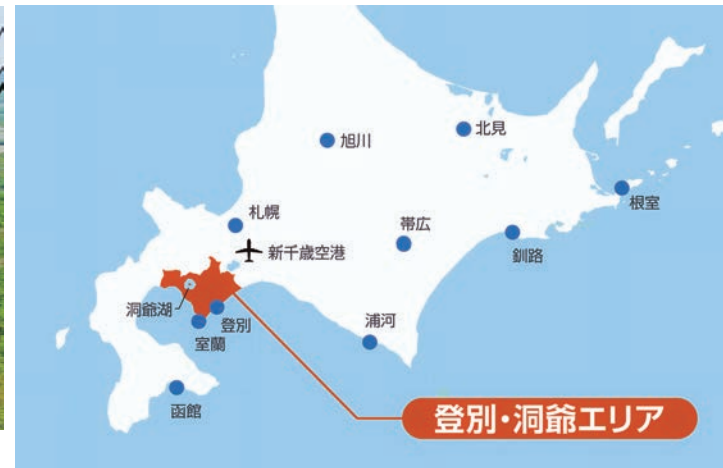 北見
旭川
根室
札幌
帯広
釧路
新千歳空港
洞爺湖
登別
浦河
室蘭
函館
登別・洞爺エリア